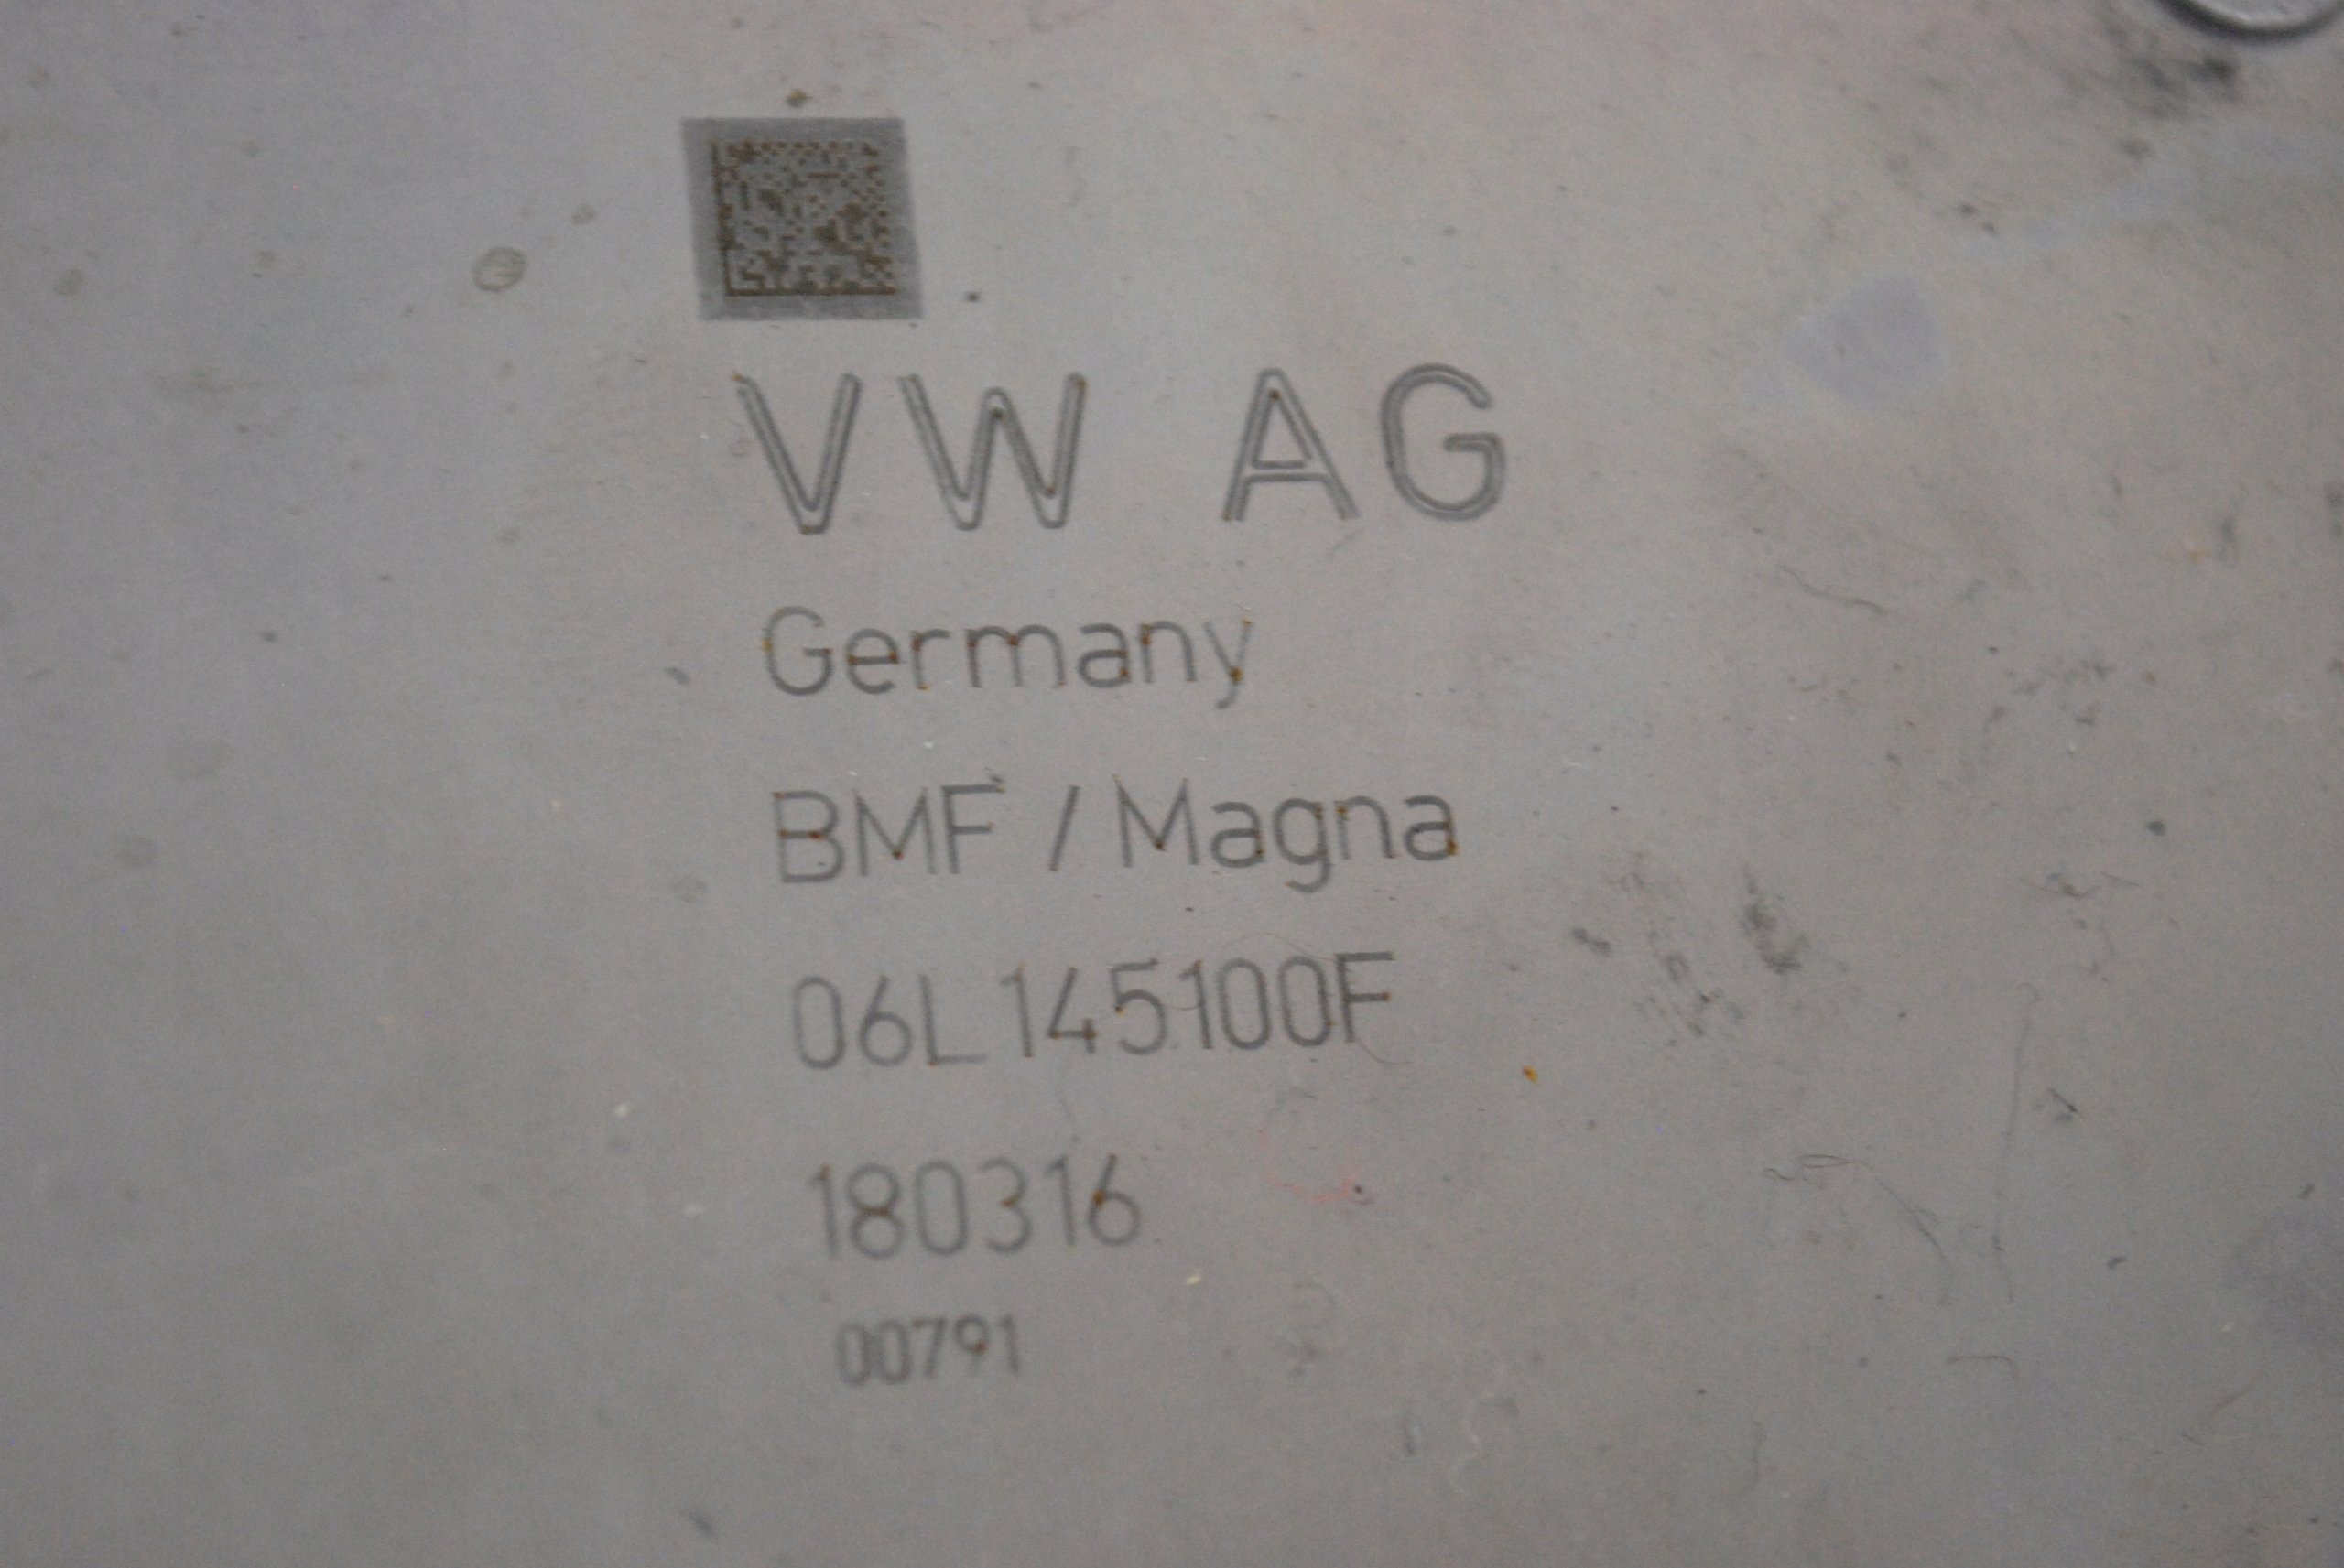 VW AG
Germany
BMF / Magna
06L145100F
180316
00791